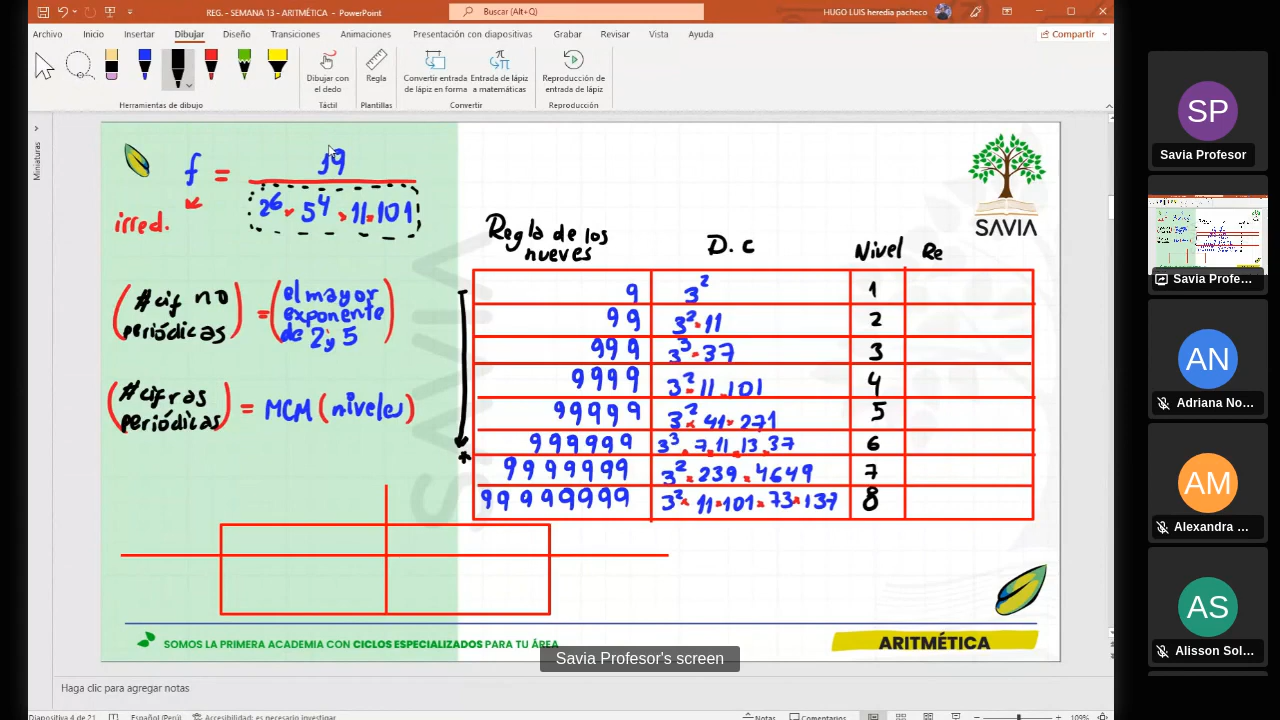 REG. - SEMANA 13 - ARITMÉTICA - PowerPoint
Buscar (Alt+Q)
HUGO LUIS heredia pacheco
Archivo
Inicio
Insertar
Dibujar
Diseño
Transiciones
Animaciones
Presentación con diapositivas
Grabar
Revisar
Vista
Ayuda
Compartir
Dibujar con el dedo
Regla
Convertir entrada de lápiz en forma
Entrada de lápiz a matemáticas
Reproducción de entrada de lápiz
Herramientas de dibujo
Táctil
Plantillas
Convertir
Reproducción
Miniaturas
f = 19
2⁶ . 5⁴ . 11 . 101
irred.
(#cif no periódicas) = (el mayor exponente de 2 y 5)
(#cifras periódicas) = MCM (niveles)
SAVIA
Regla de los nueves D. c Nivel Re
9 3² 1
99 3² . 11 2
999 3³ . 37 3
9999 3² . 11 . 101 4
99999 3² . 41 . 271 5
999999 3³ . 7 . 11 . 13 . 37 6
9999999 3² . 239 . 4649 7
99999999 3² . 11 . 101 . 73 . 137 8
SOMOS LA PRIMERA ACADEMIA CON CICLOS ESPECIALIZADOS PARA TU ÁREA
ARITMÉTICA
Savia Profesor's screen
Haga clic para agregar notas
Diapositiva 4 de 21
Español (Perú)
Accesibilidad: es necesario investigar
Notas
Comentarios
109%
SP
Savia Profesor
Savia Profe...
AN
Adriana No...
AM
Alexandra ...
AS
Alisson Sol...